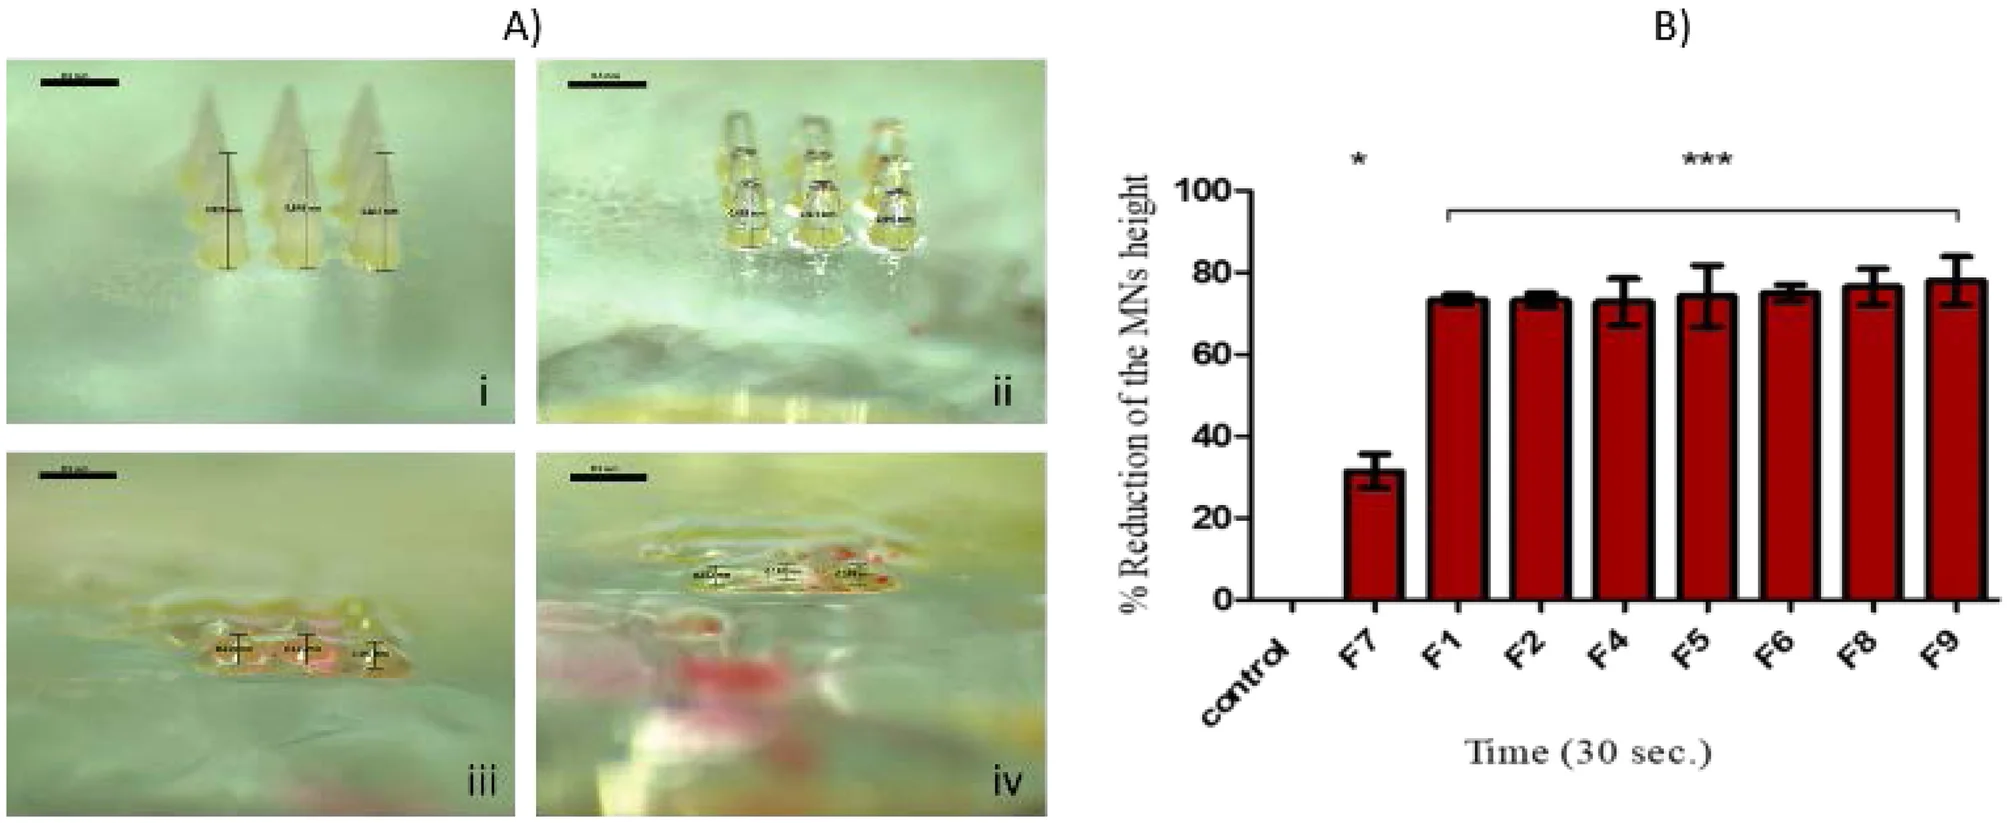 A)
B)
i
ii
iii
iv
% Reduction of the MNs height
*
***
100
80
60
40
20
0
control
F7
F1
F2
F4
F5
F6
F8
F9
Time (30 sec.)